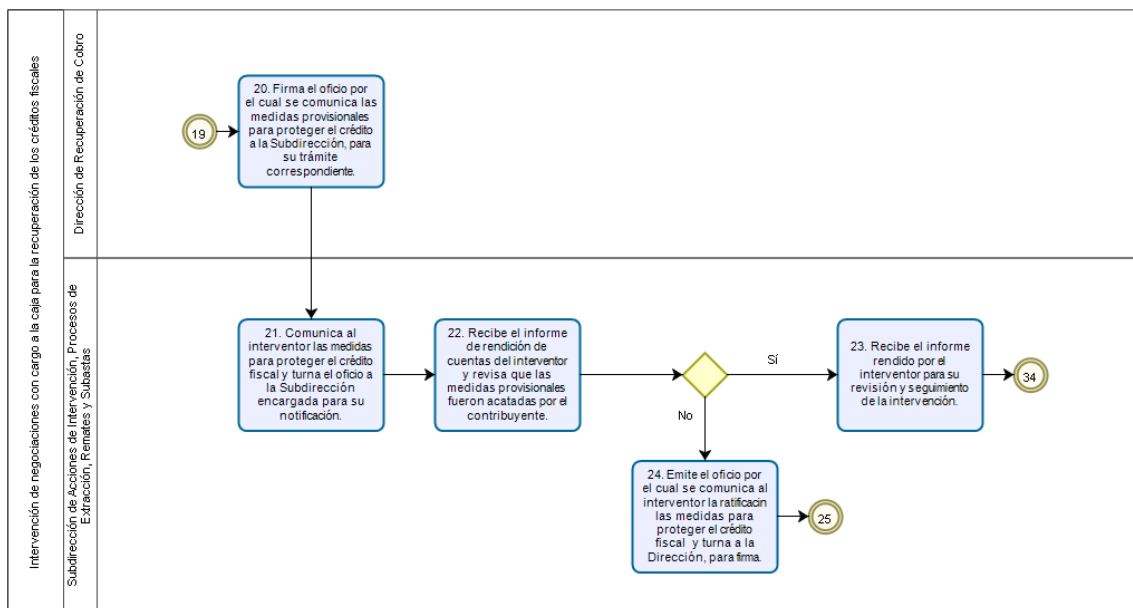 Intervención de negociaciones con cargo a la caja para la recuperación de los créditos fiscales
Dirección de Recuperación de Cobro
19
20. Firma el oficio por
el cual se comunica las
medidas provisionales
para proteger el crédito
a la Subdirección, para
su trámite
correspondiente.
Subdirección de Acciones de Intervención, Procesos de
Extracción, Remates y Subastas
21. Comunica al
interventor las medidas
para proteger el crédito
fiscal y turna el oficio a
la Subdirección
encargada para su
notificación.
22. Recibe el informe
de rendición de
cuentas del interventor
y revisa que las
medidas provisionales
fueron acatadas por el
contribuyente.
Sí
No
23. Recibe el informe
rendido por el
interventor para su
revisión y seguimiento
de la intervención.
34
24. Emite el oficio por
el cual se comunica al
interventor la ratificacin
las medidas para
proteger el crédito
fiscal y turna a la
Dirección, para firma.
25